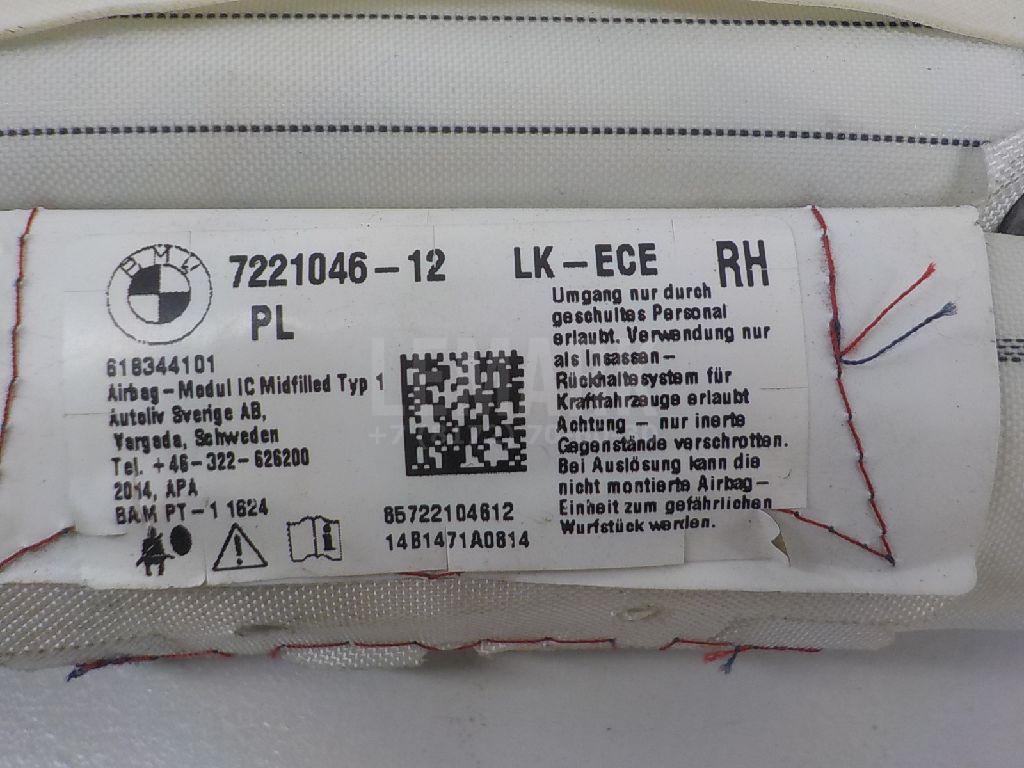 BMW
7221046-12 LK-ECE RH
PL
618344101
Airbag-Modul IC Midfilled Typ 1
Autoliv Sverige AB,
Vargada, Schweden
Tel. +46-322-626200
2014, APA
BAM PT-1 1624
85722104612
14B1471A0814
Umgang nur durch
geschultes Personal
erlaubt. Verwendung nur
als Insassen-
Rückhaltesystem für
Kraftfahrzeuge erlaubt
Achtung - nur inerte
Gegenstände verschrotten.
Bei Auslösung kann die
nicht montierte Airbag-
Einheit zum gefährlichen
Wurfstück werden.